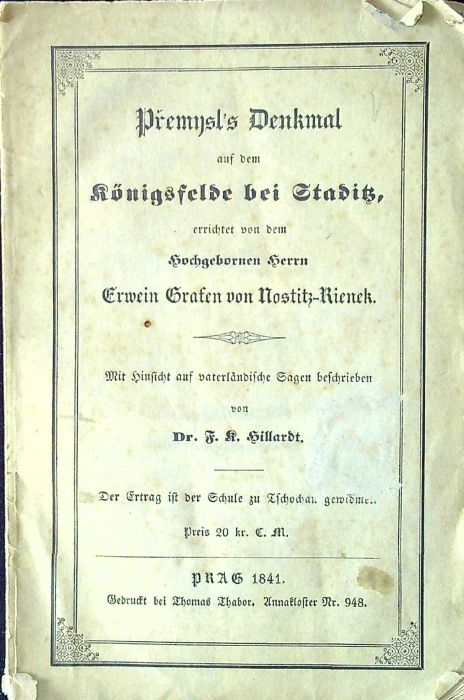 Přemysl's Denkmal
auf dem
Königsfelde bei Staditz,
errichtet von dem
Hochgebornen Herrn
Erwein Grafen von Nostitz-Rieneck.
Mit Hinsicht auf vaterländische Sagen beschrieben
von
Dr. F. K. Hillardt.
Der Ertrag ist der Schule zu Tschochau gewidmet.
Preis 20 kr. C. M.
PRAG 1841.
Gedruckt bei Thomas Thabor. Annakloster Nr. 948.